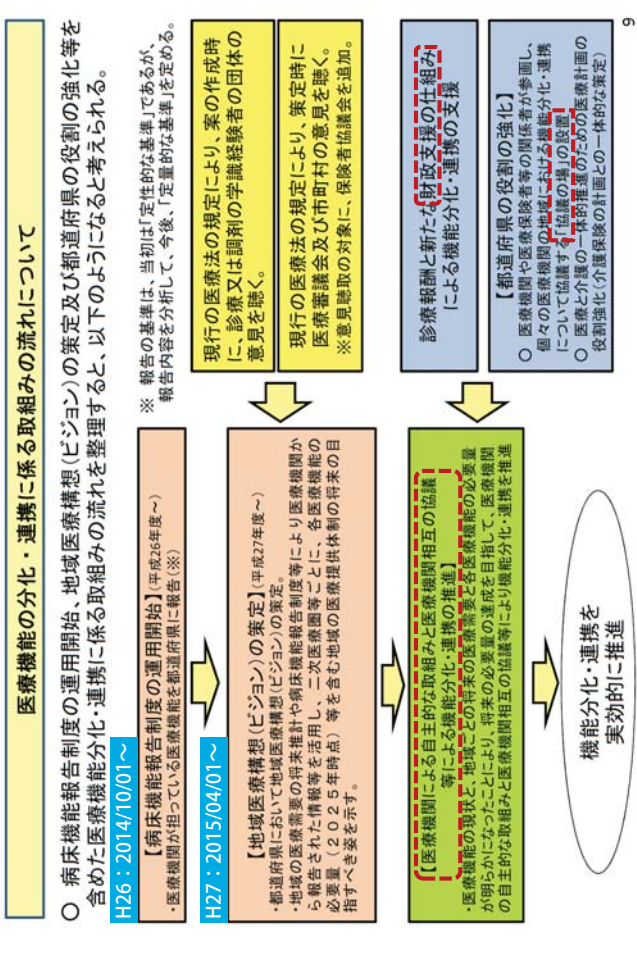 医療機能の分化・連携に係る取組みの流れについて
○ 病床機能報告制度の運用開始、地域医療構想（ビジョン）の策定及び都道府県の役割の強化等を
含めた医療機能分化・連携に係る取組みの流れを整理すると、以下のようになると考えられる。
H26：2014/10/01～
【病床機能報告制度の運用開始】（平成26年度～）
・医療機関が担っている医療機能を都道府県に報告（※）
※ 報告の基準は、当初は「定性的な基準」であるが、
報告内容を分析して、今後、「定量的な基準」を定める。
H27：2015/04/01～
【地域医療構想（ビジョン）の策定】（平成27年度～）
・都道府県において地域医療構想（ビジョン）の策定。
・地域の医療需要の将来推計や病床機能報告制度等により医療機関か
ら報告された情報等を活用し、二次医療圏等ごとに、各医療機能の
必要量（２０２５年時点）等を含む地域の医療提供体制の将来の目
指すべき姿を示す。
現行の医療法の規定により、案の作成時
に、診療又は調剤の学識経験者の団体の
意見を聴く。
現行の医療法の規定により、策定時に
医療審議会及び市町村の意見を聴く。
※意見聴取の対象に、保険者協議会を追加。
【医療機関による自主的な取組みと医療機関相互の協議
等による機能分化・連携の推進】
・医療機能の現状と、地域ごとの将来の医療需要と各医療機能の必要量
が明らかになったことにより、将来の必要量の達成を目指して、医療機関
の自主的な取組みと医療機関相互の協議等により機能分化・連携を推進
診療報酬と新たな財政支援の仕組み
による機能分化・連携の支援
【都道府県の役割の強化】
○ 医療機関や医療保険者等の関係者が参画し、
個々の医療機関の地域における機能分化・連携
について協議する「協議の場」の設置
○ 医療と介護の一体的推進のための医療計画の
役割強化（介護保険の計画との一体的な策定）
機能分化・連携を
実効的に推進
9